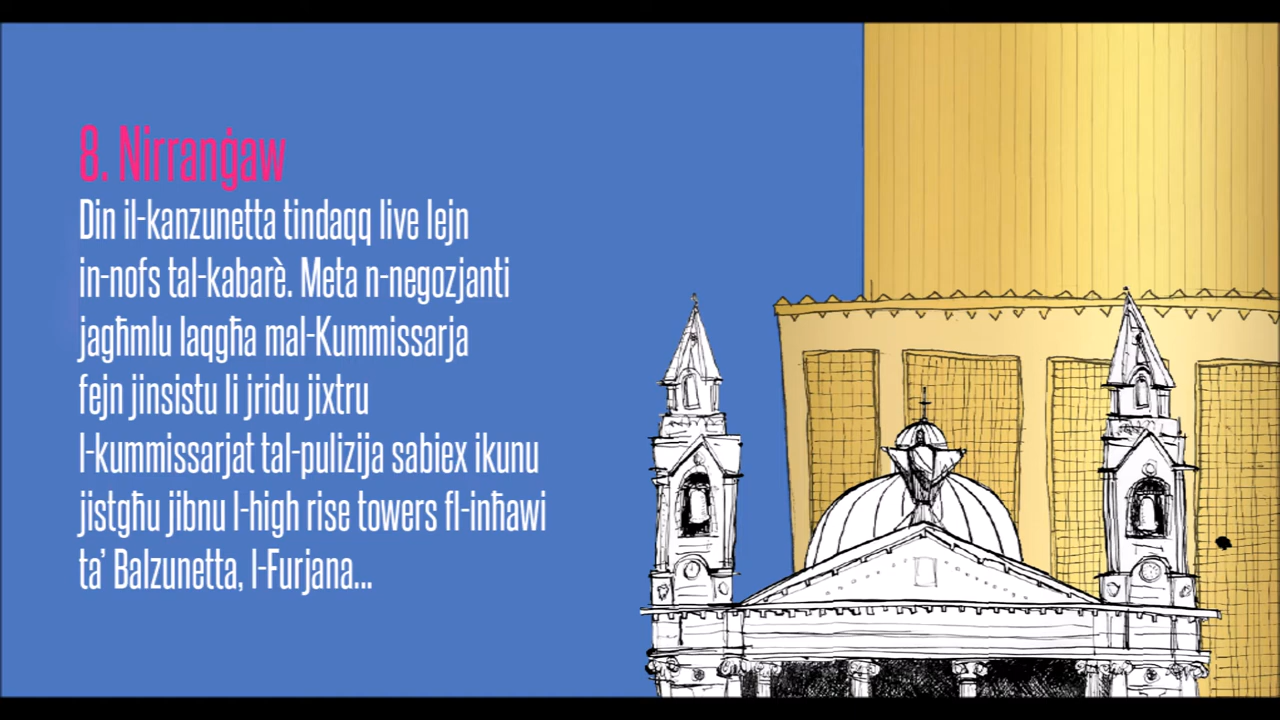 8. Nirranġaw
Din il-kanzunetta tindaqq live lejn
in-nofs tal-kabarè. Meta n-negozjanti
jagħmlu laqgħa mal-Kummissarja
fejn jinsistu li jridu jixtru
l-kummissarjat tal-pulizija sabiex ikunu
jistgħu jibnu l-high rise towers fl-inħawi
ta’ Balzunetta, l-Furjana...